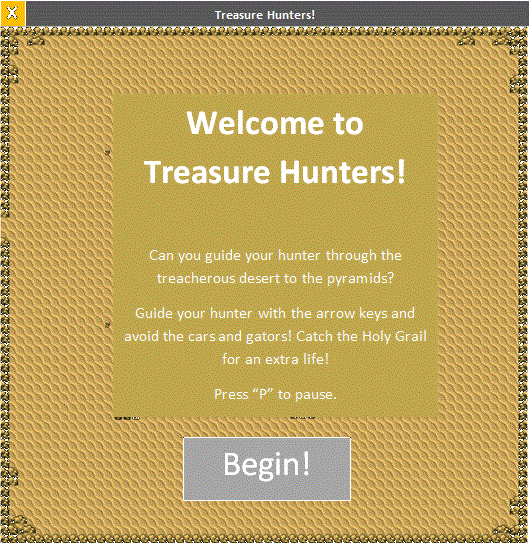 X
Treasure Hunters!
Welcome to
Treasure Hunters!
Can you guide your hunter through the
treacherous desert to the pyramids?
Guide your hunter with the arrow keys and
avoid the cars and gators! Catch the Holy Grail
for an extra life!
Press “P” to pause.
Begin!